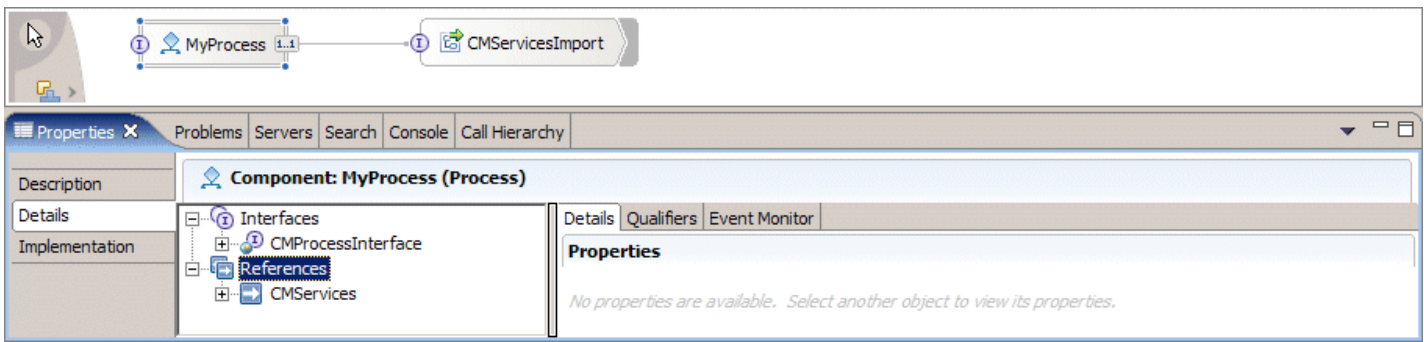 MyProcess 1..1 CMServicesImport
Properties Problems Servers Search Console Call Hierarchy
Description
Details
Implementation
Component: MyProcess (Process)
Interfaces
CMProcessInterface
References
CMServices
Details Qualifiers Event Monitor
Properties
No properties are available. Select another object to view its properties.